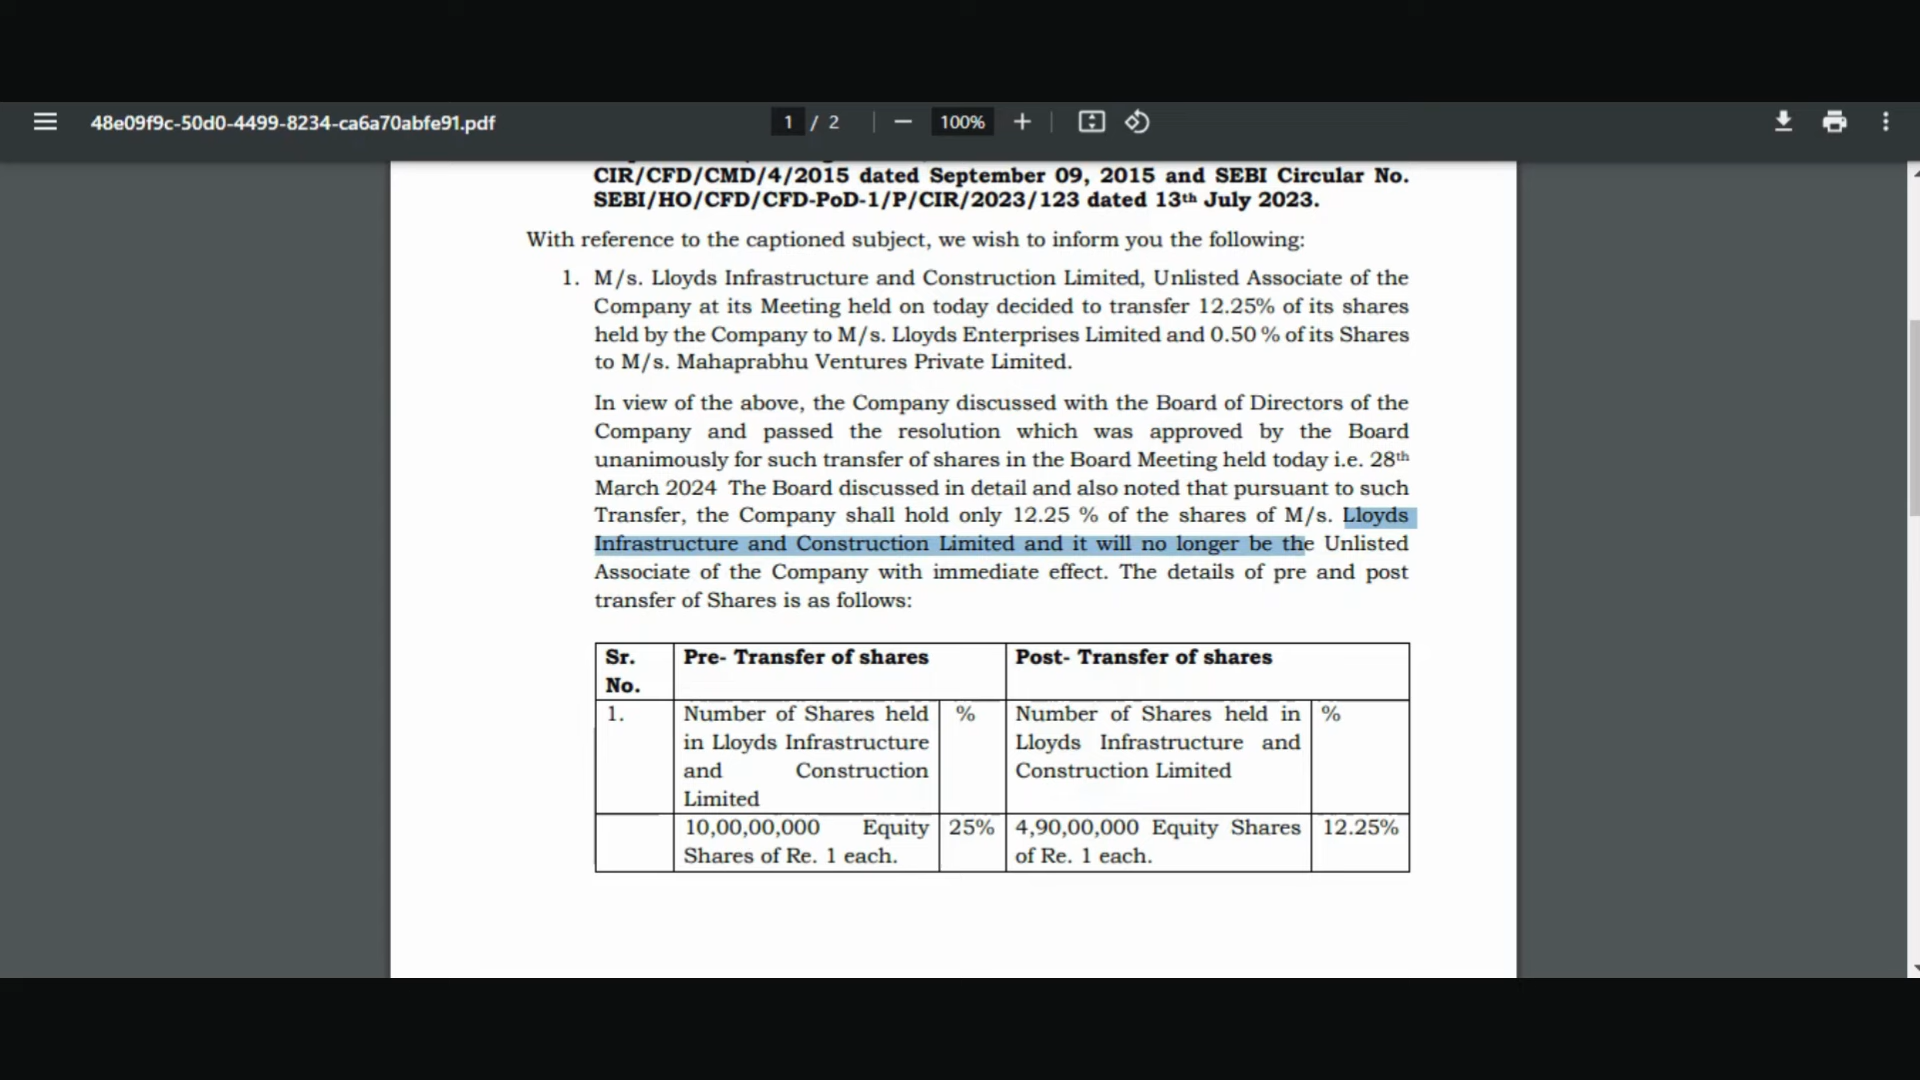 48e09f9c-50d0-4499-8234-ca6a70abfe91.pdf
1 / 2
100%
CIR/CFD/CMD/4/2015 dated September 09, 2015 and SEBI Circular No.
SEBI/HO/CFD/CFD-PoD-1/P/CIR/2023/123 dated 13th July 2023.
With reference to the captioned subject, we wish to inform you the following:
1. M/s. Lloyds Infrastructure and Construction Limited, Unlisted Associate of the
Company at its Meeting held on today decided to transfer 12.25% of its shares
held by the Company to M/s. Lloyds Enterprises Limited and 0.50 % of its Shares
to M/s. Mahaprabhu Ventures Private Limited.
In view of the above, the Company discussed with the Board of Directors of the
Company and passed the resolution which was approved by the Board
unanimously for such transfer of shares in the Board Meeting held today i.e. 28th
March 2024 The Board discussed in detail and also noted that pursuant to such
Transfer, the Company shall hold only 12.25 % of the shares of M/s. Lloyds
Infrastructure and Construction Limited and it will no longer be the Unlisted
Associate of the Company with immediate effect. The details of pre and post
transfer of Shares is as follows:
Sr. Pre- Transfer of shares Post- Transfer of shares
No.
1. Number of Shares held % Number of Shares held in %
in Lloyds Infrastructure Lloyds Infrastructure and
and Construction Construction Limited
Limited
10,00,00,000 Equity 25% 4,90,00,000 Equity Shares 12.25%
Shares of Re. 1 each. of Re. 1 each.